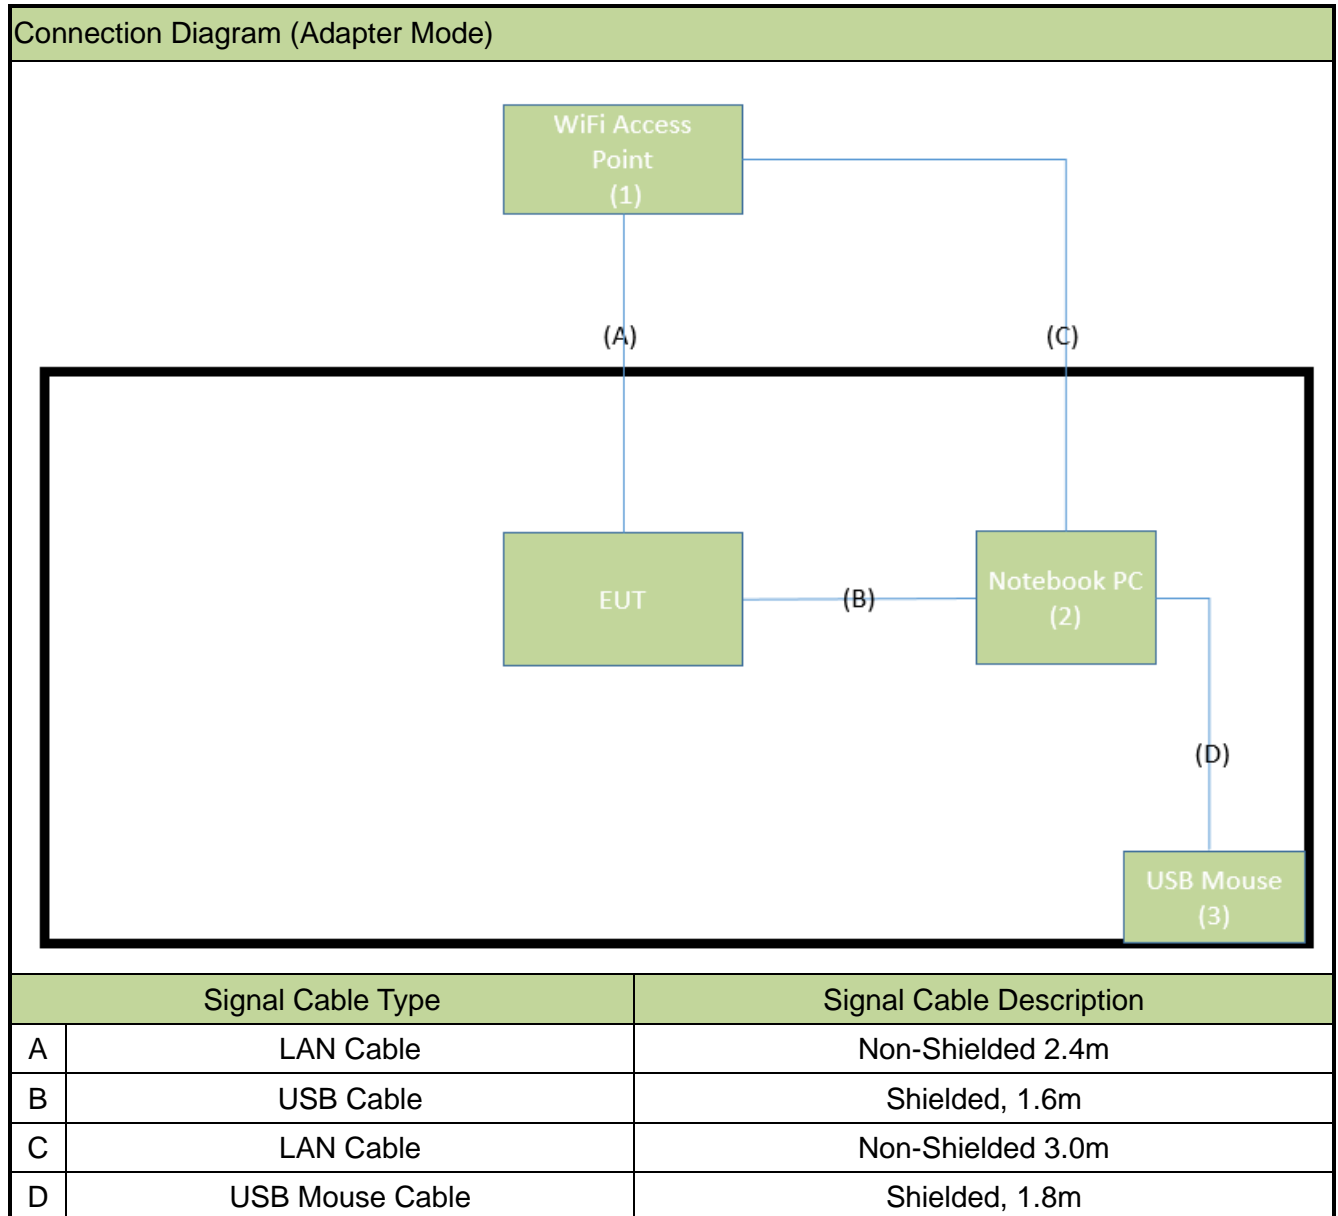 Connection Diagram (Adapter Mode)
WiFi Access
Point
(1)
(A)
(C)
EUT
(B)
Notebook PC
(2)
(D)
USB Mouse
(3)
Signal Cable Type Signal Cable Description
A LAN Cable Non-Shielded 2.4m
B USB Cable Shielded, 1.6m
C LAN Cable Non-Shielded 3.0m
D USB Mouse Cable Shielded, 1.8m